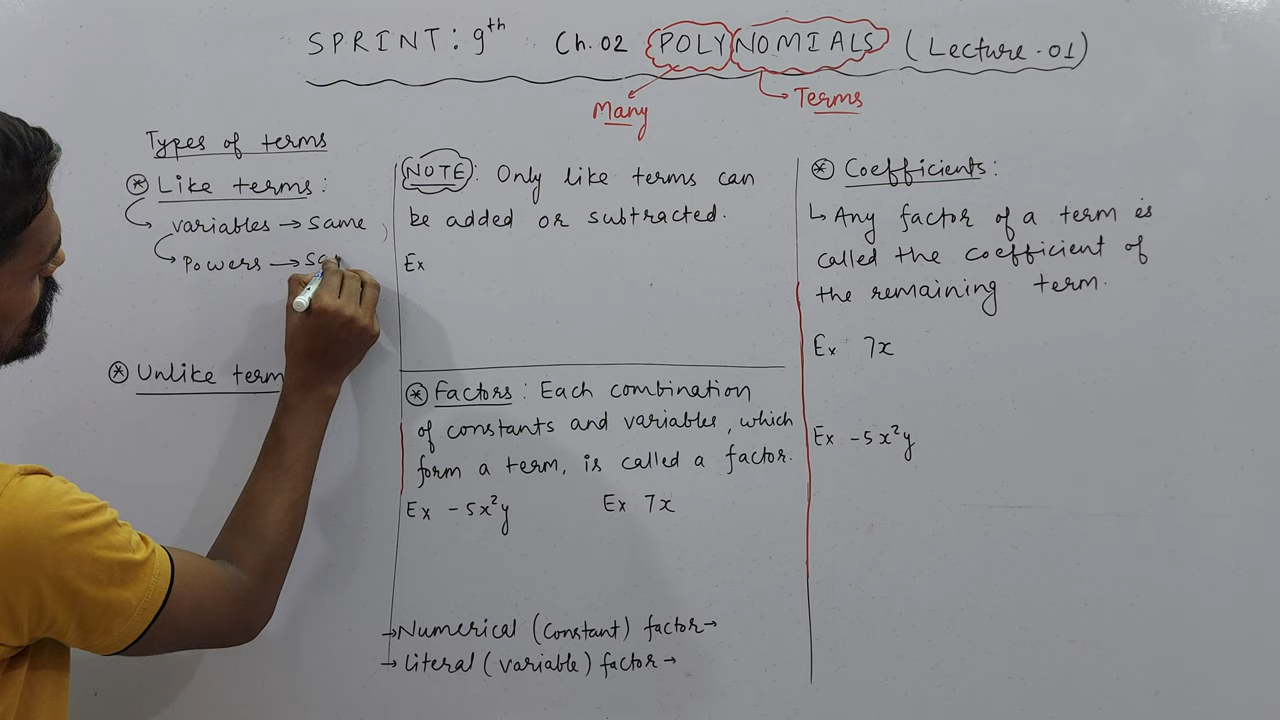 SPRINT: 9th Ch.02 POLYNOMIALS (Lecture-01)
Many
Terms
Types of terms
* Like terms:
variables → same
Powers →
* Unlike term
NOTE: Only like terms can
be added or subtracted.
Ex
* Factors: Each combination
of constants and variables, which
form a term, is called a factor.
Ex -5x²y Ex 7x
→ Numerical (constant) factor →
→ Literal (variable) factor →
* Coefficients:
↳ Any factor of a term is
called the coefficient of
the remaining term.
Ex 7x
Ex -5x²y